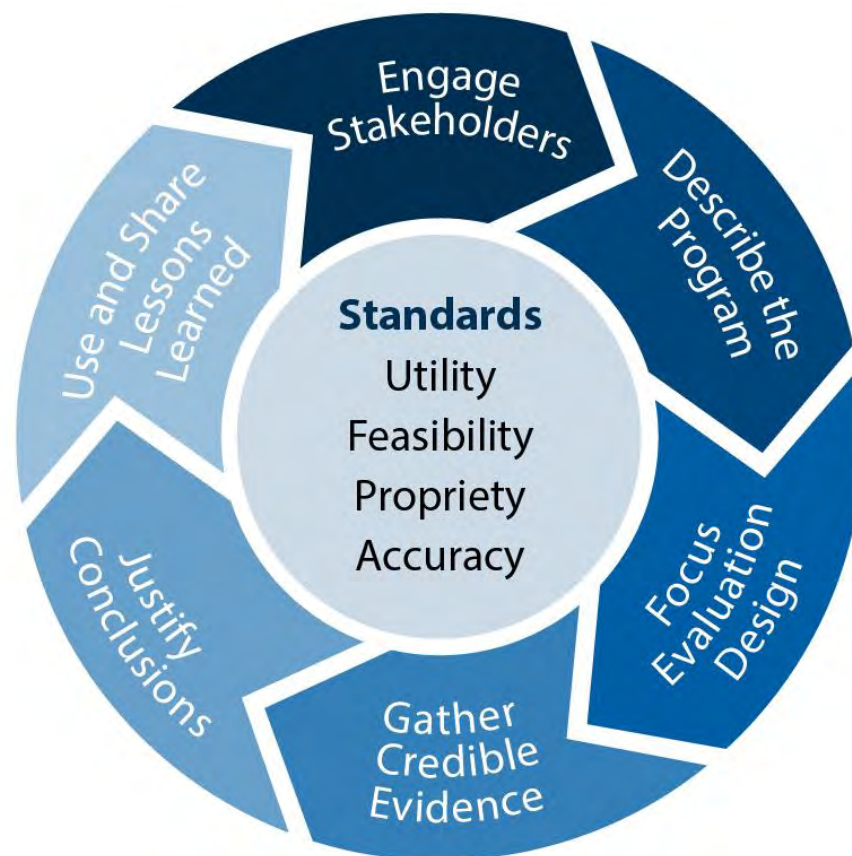 Engage
Stakeholders
Describe the
Program
Focus
Evaluation
Design
Gather
Credible
Evidence
Justify
Conclusions
Use and Share
Lessons
Learned
Standards
Utility
Feasibility
Propriety
Accuracy